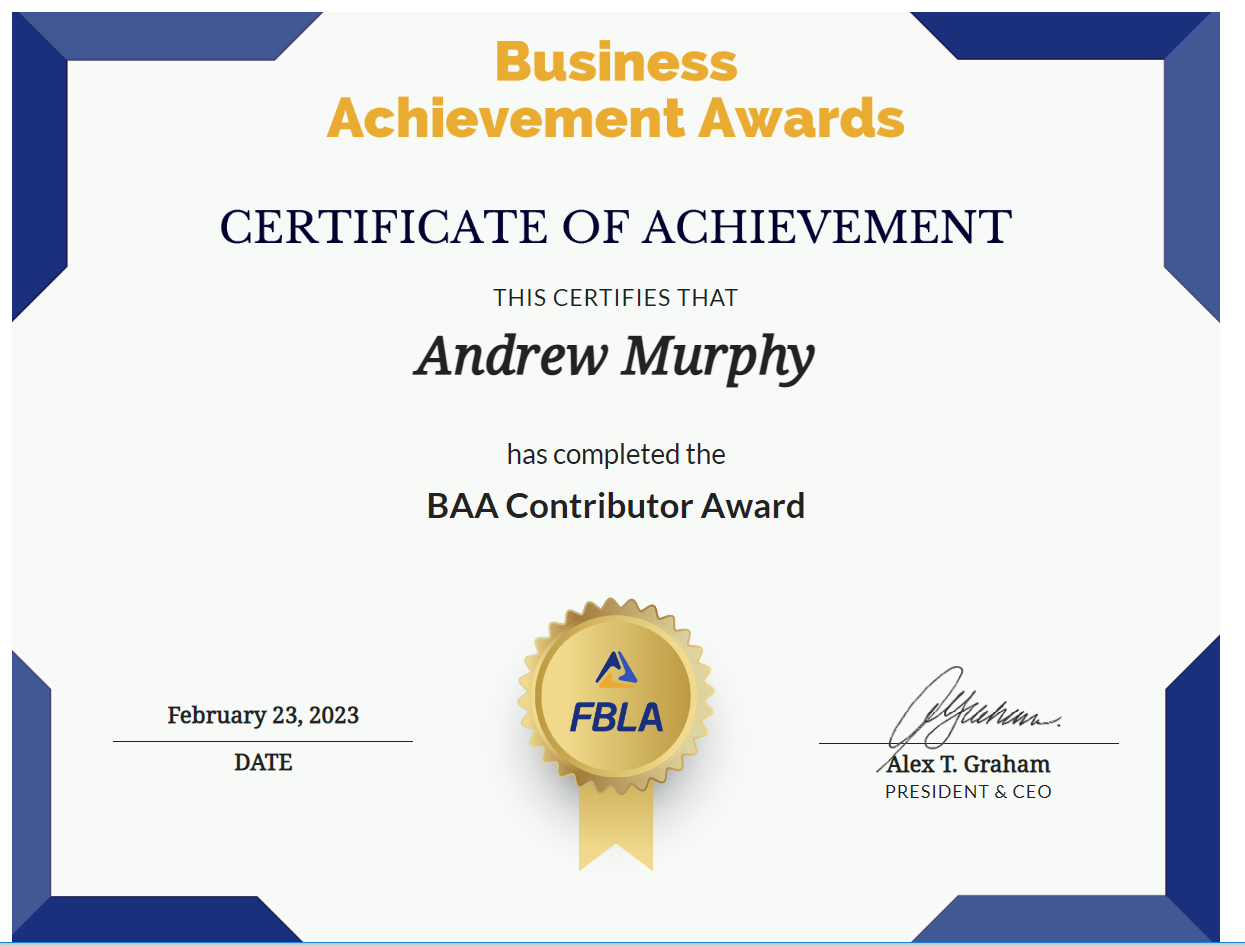 Business
Achievement Awards
CERTIFICATE OF ACHIEVEMENT
THIS CERTIFIES THAT
Andrew Murphy
has completed the
BAA Contributor Award
FBLA
February 23, 2023
DATE
Alex T. Graham
PRESIDENT & CEO